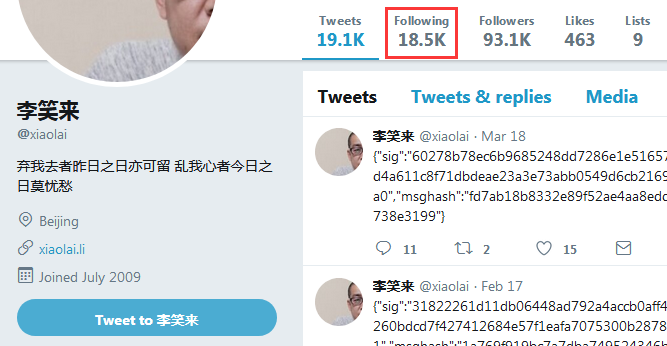 Tweets Following Followers Likes Lists
19.1K 18.5K 93.1K 463 9
李笑来
@xiaolai
弃我去者昨日之日亦可留 乱我心者今日之
日莫忧愁
Beijing
xiaolai.li
Joined July 2009
Tweet to 李笑来
Tweets Tweets & replies Media
李笑来 @xiaolai · Mar 18
{"sig":"60278b78ec6b9685248dd7286e1e51657
d4a611c8f71dbdeae23a3e73abb0549d6cb2169
a0","msghash":"fd7ab18b8332e89f52ae4aa8edc
738e3199"}
11 2 15
李笑来 @xiaolai · Feb 17
{"sig":"31822261d11db06448ad792a4accb0aff4
260bdcd7f427412684e57f1eafa7075300b2878